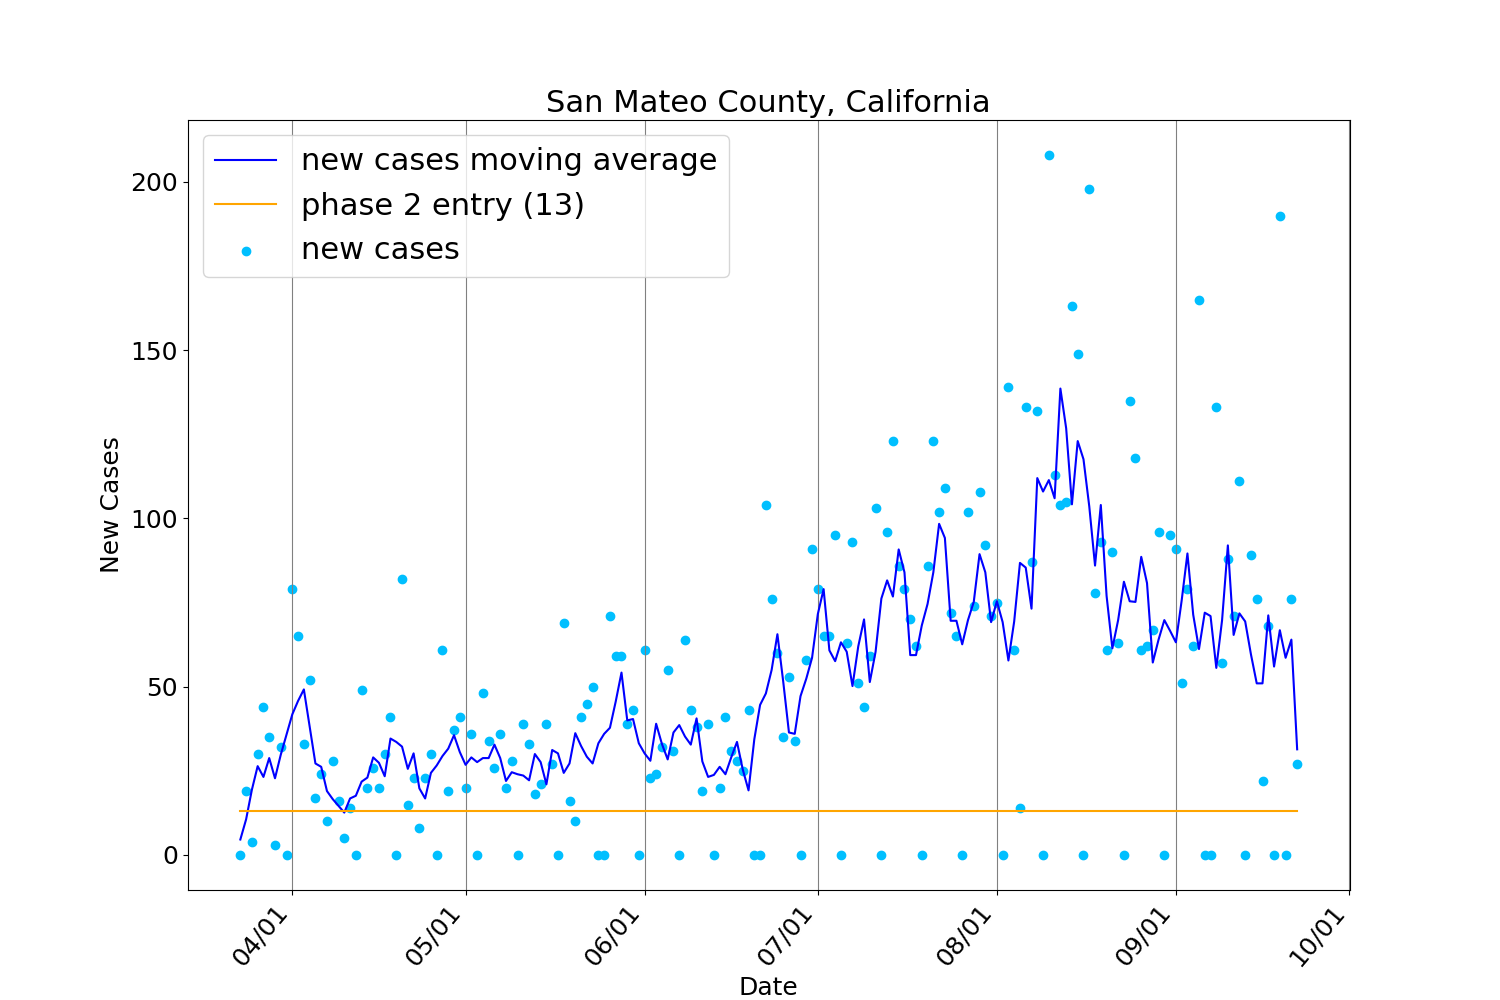 San Mateo County, California
new cases moving average
phase 2 entry (13)
new cases
200
150
100
50
0
New Cases
04/01
05/01
06/01
07/01
08/01
09/01
10/01
Date